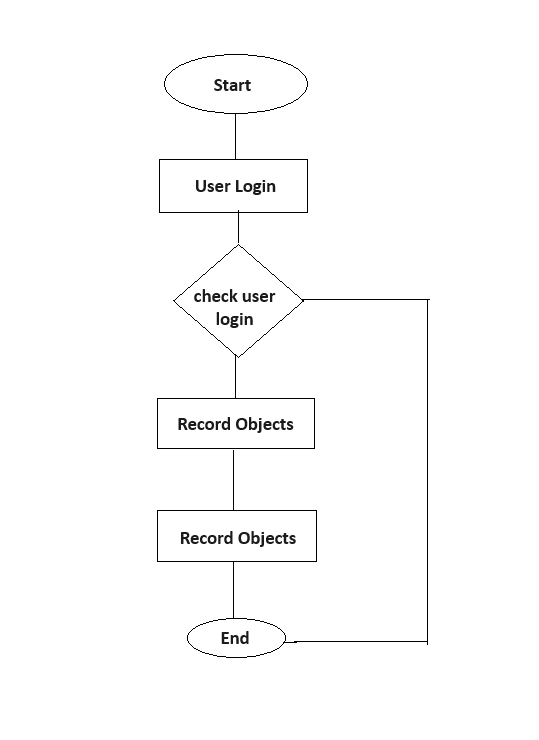 Start
User Login
check user
login
Record Objects
Record Objects
End